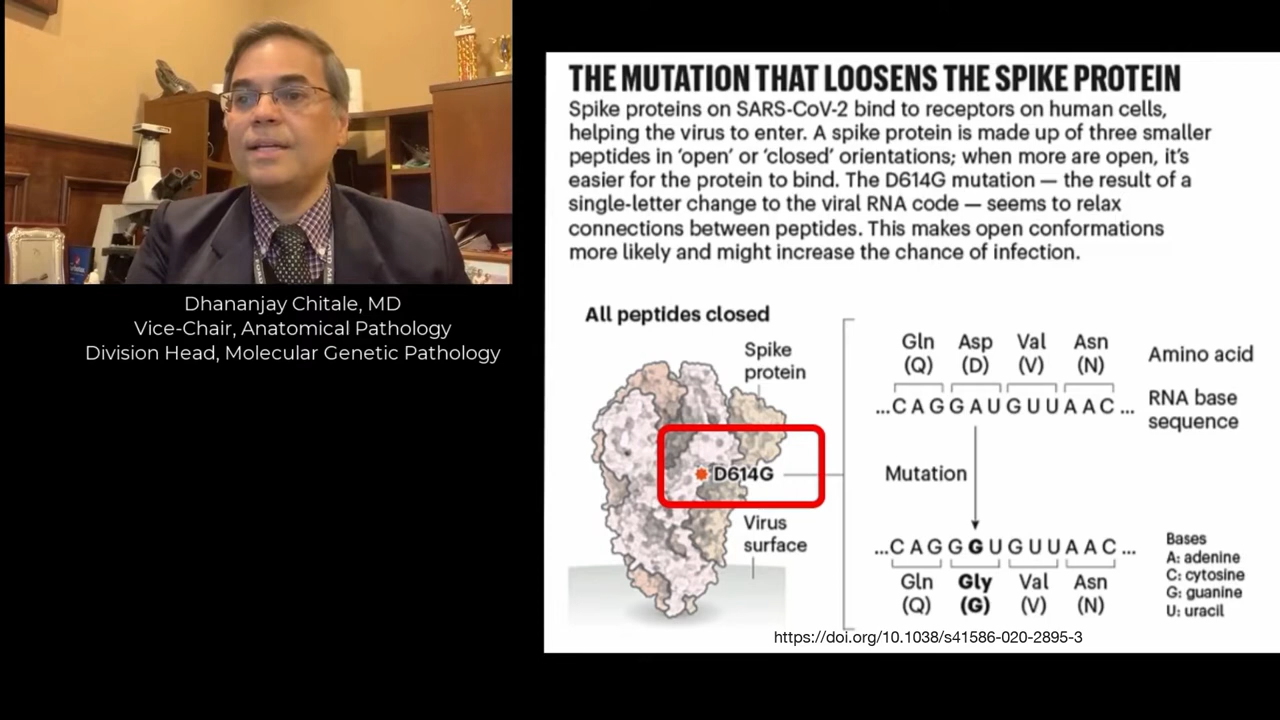 Dhananjay Chitale, MD
Vice-Chair, Anatomical Pathology
Division Head, Molecular Genetic Pathology
THE MUTATION THAT LOOSENS THE SPIKE PROTEIN
Spike proteins on SARS-CoV-2 bind to receptors on human cells,
helping the virus to enter. A spike protein is made up of three smaller
peptides in ‘open’ or ‘closed’ orientations; when more are open, it’s
easier for the protein to bind. The D614G mutation — the result of a
single-letter change to the viral RNA code — seems to relax
connections between peptides. This makes open conformations
more likely and might increase the chance of infection.
All peptides closed
Spike
protein
D614G
Virus
surface
Gln Asp Val Asn
(Q) (D) (V) (N)
Amino acid
...C A G G A U G U U A A C ...
RNA base
sequence
Mutation
...C A G G G U G U U A A C ...
Gln Gly Val Asn
(Q) (G) (V) (N)
Bases
A: adenine
C: cytosine
G: guanine
U: uracil
https://doi.org/10.1038/s41586-020-2895-3